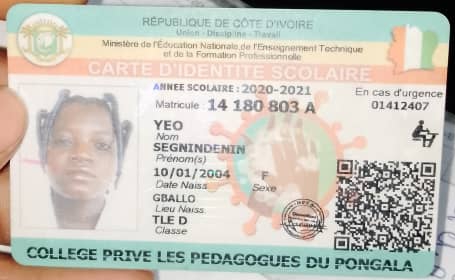 RÉPUBLIQUE DE CÔTE D'IVOIRE
Union - Discipline - Travail
Ministère de l'Éducation Nationale, de l'Enseignement Technique
et de la Formation Professionnelle
CARTE D'IDENTITE SCOLAIRE
ANNEE SCOLAIRE : 2020-2021
En cas d'urgence
Matricule : 14 180 803 A
01412407
YEO
Nom
SEGNINDENIN
Prénom(s)
10/01/2004 F
Date Naiss Sexe
GBALLO
Lieu Naiss
TLE D
Classe
COLLEGE PRIVE LES PEDAGOGUES DU PONGALA